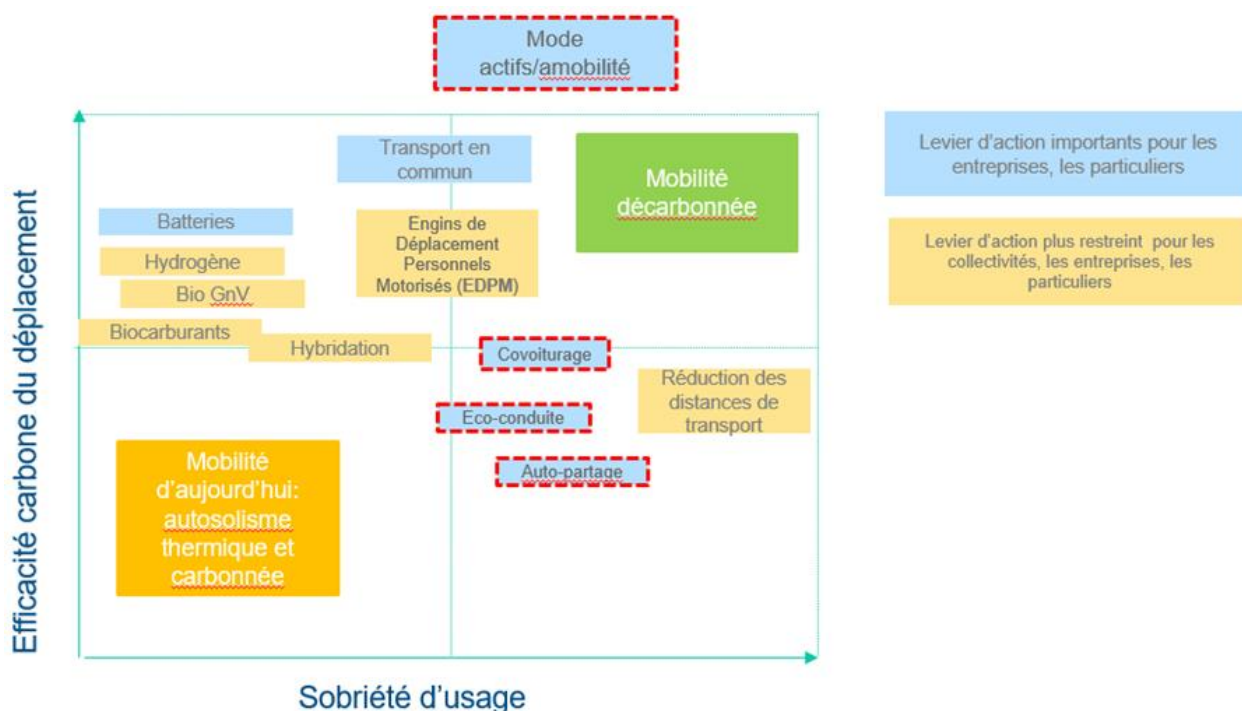 Mode
actifs/amobilité
Efficacité carbone du déplacement
Transport en
commun
Mobilité
décarbonnée
Batteries
Engins de
Déplacement
Personnels
Motorisés (EDPM)
Hydrogène
Bio GnV
Biocarburants
Hybridation
Covoiturage
Réduction des
distances de
transport
Eco-conduite
Auto-partage
Mobilité
d'aujourd'hui:
autosolisme
thermique et
carbonnée
Sobriété d'usage
Levier d'action importants pour les
entreprises, les particuliers
Levier d'action plus restreint pour les
collectivités, les entreprises, les
particuliers